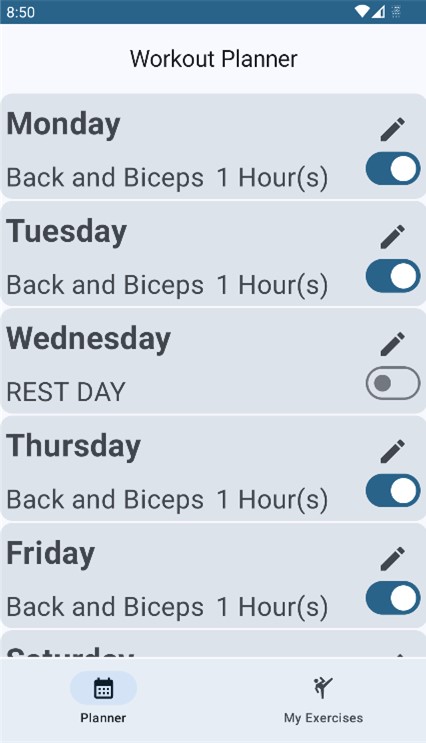 8:50
Workout Planner
Monday
Back and Biceps 1 Hour(s)
Tuesday
Back and Biceps 1 Hour(s)
Wednesday
REST DAY
Thursday
Back and Biceps 1 Hour(s)
Friday
Back and Biceps 1 Hour(s)
Saturday
Planner
My Exercises